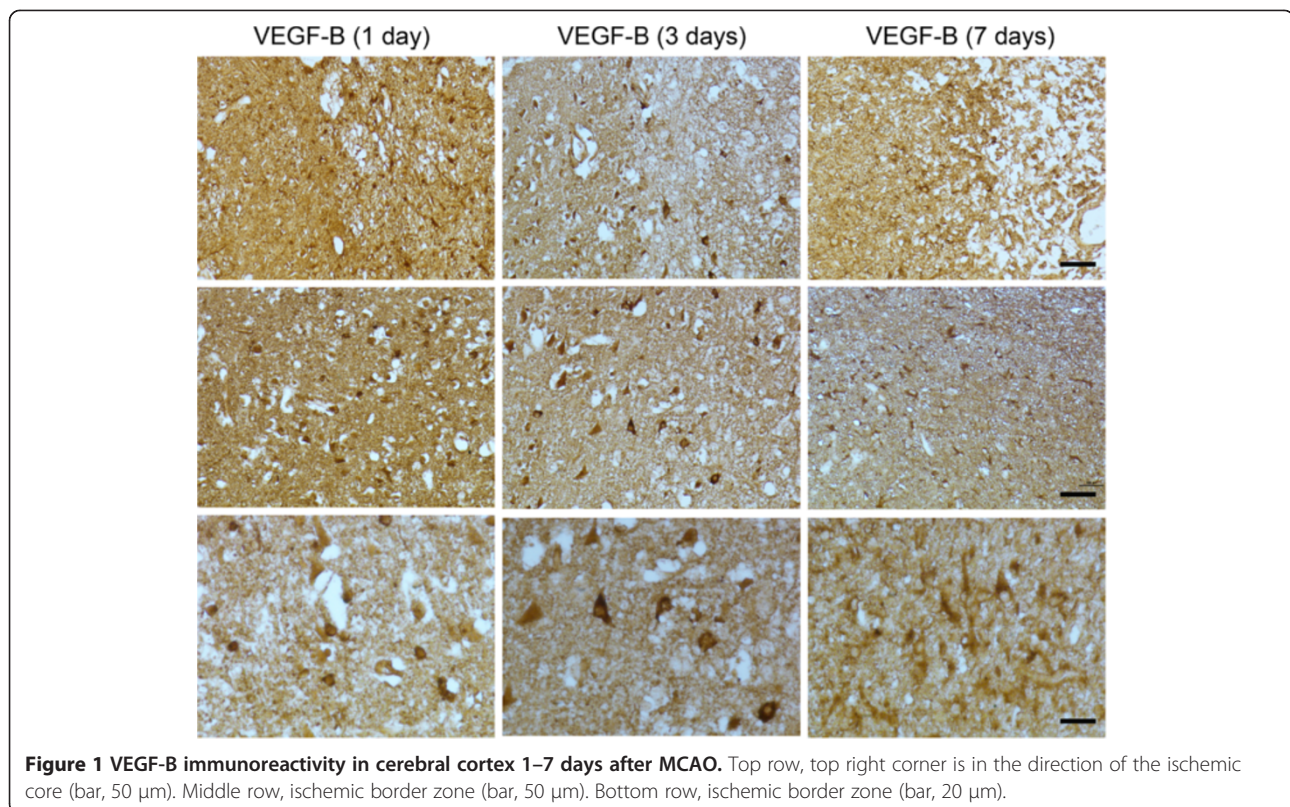 VEGF-B (1 day) VEGF-B (3 days) VEGF-B (7 days)
Figure 1 VEGF-B immunoreactivity in cerebral cortex 1–7 days after MCAO. Top row, top right corner is in the direction of the ischemic
core (bar, 50 μm). Middle row, ischemic border zone (bar, 50 μm). Bottom row, ischemic border zone (bar, 20 μm).